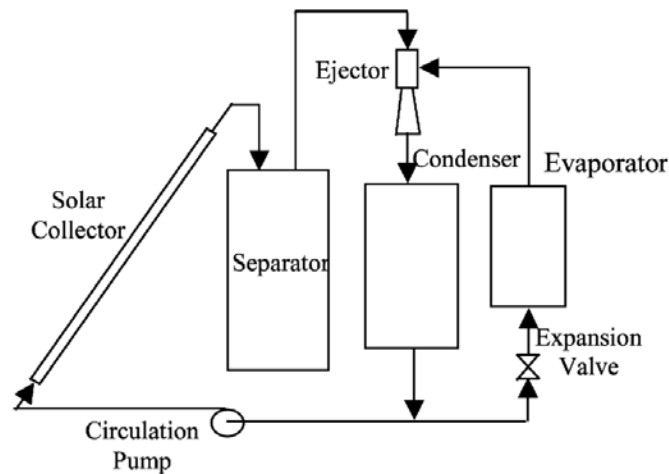 Ejector
Condenser
Evaporator
Solar
Collector
Separator
Expansion
Valve
Circulation
Pump